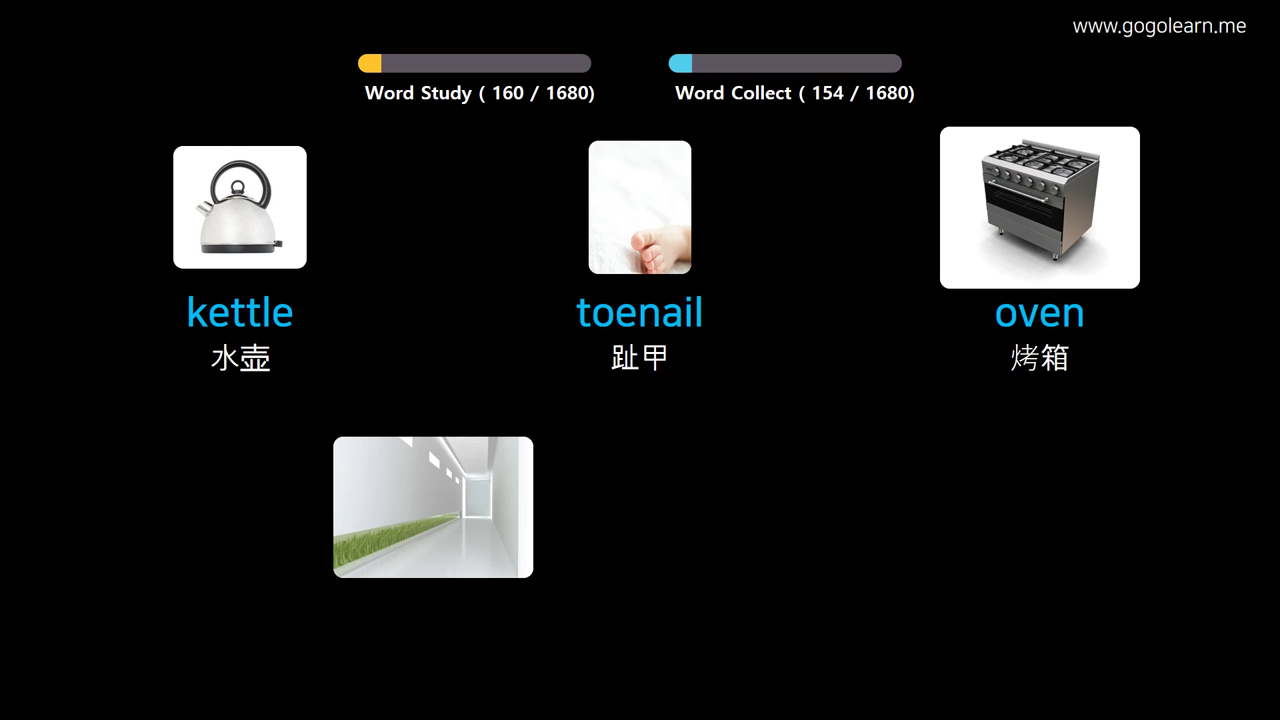 www.gogolearn.me
Word Study ( 160 / 1680)
Word Collect ( 154 / 1680)
kettle
toenail
oven
水壺
趾甲
烤箱